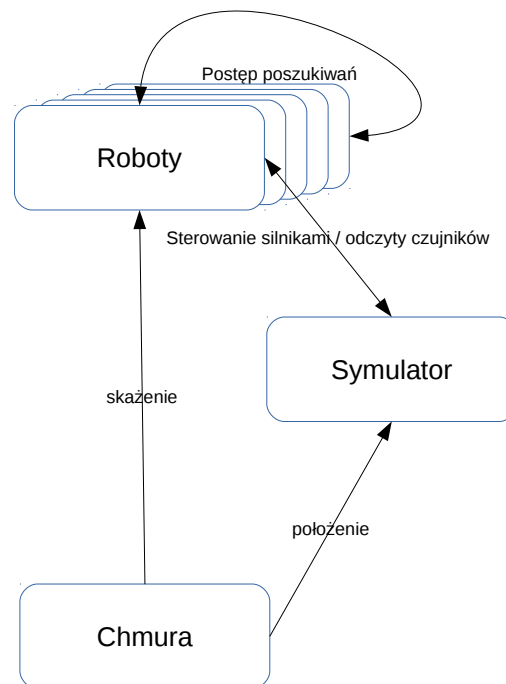 Postęp poszukiwań
Roboty
Sterowanie silnikami / odczyty czujników
Symulator
skażenie
położenie
Chmura